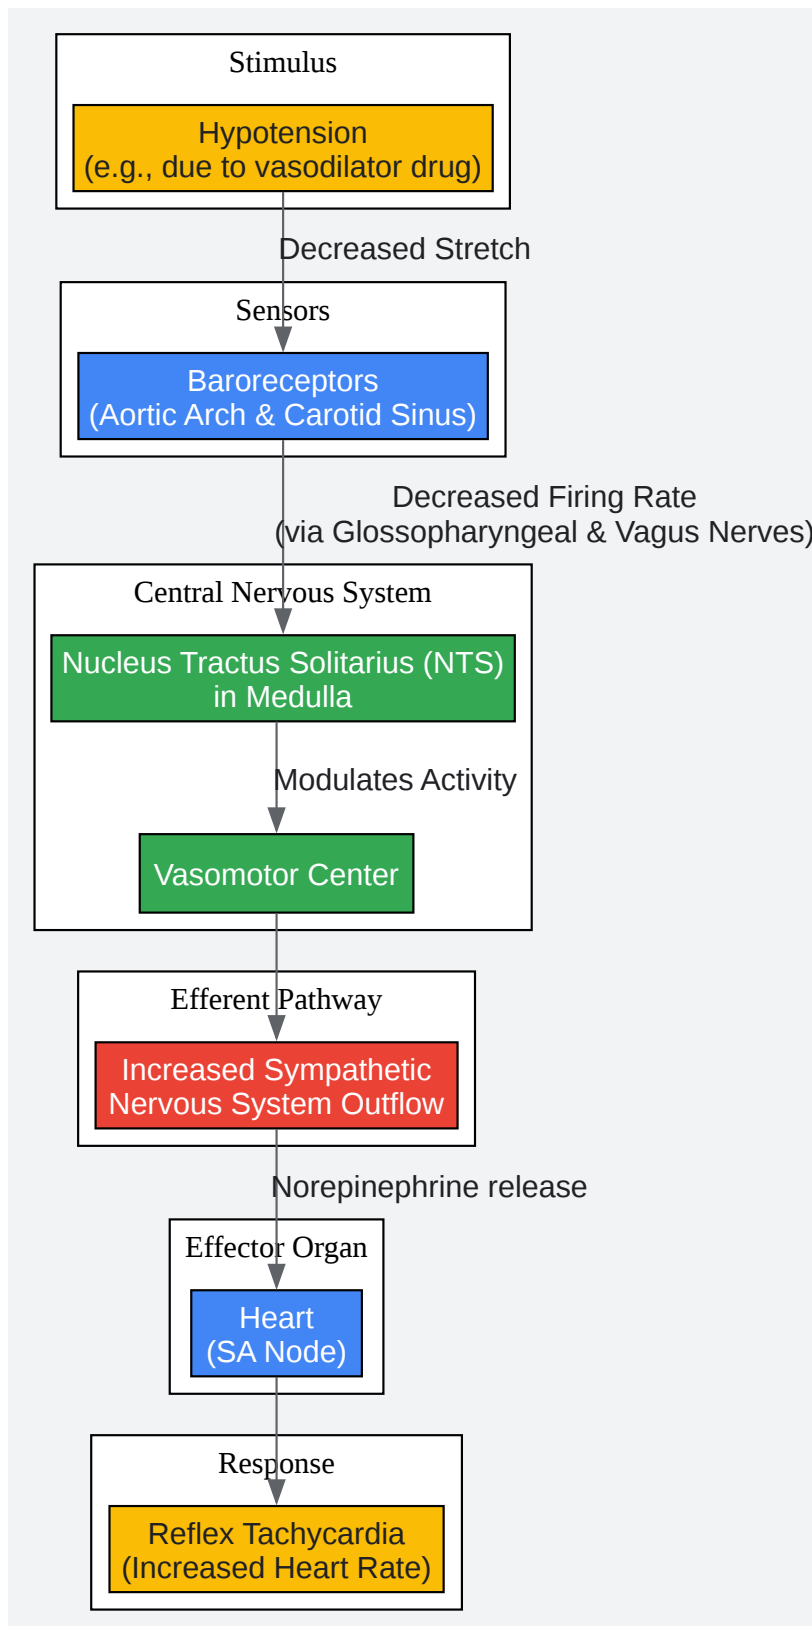 Stimulus
Hypotension
(e.g., due to vasodilator drug)
Decreased Stretch
Sensors
Baroreceptors
(Aortic Arch & Carotid Sinus)
Decreased Firing Rate
(via Glossopharyngeal & Vagus Nerves)
Central Nervous System
Nucleus Tractus Solitarius (NTS)
in Medulla
Modulates Activity
Vasomotor Center
Efferent Pathway
Increased Sympathetic
Nervous System Outflow
Norepinephrine release
Effector Organ
Heart
(SA Node)
Response
Reflex Tachycardia
(Increased Heart Rate)